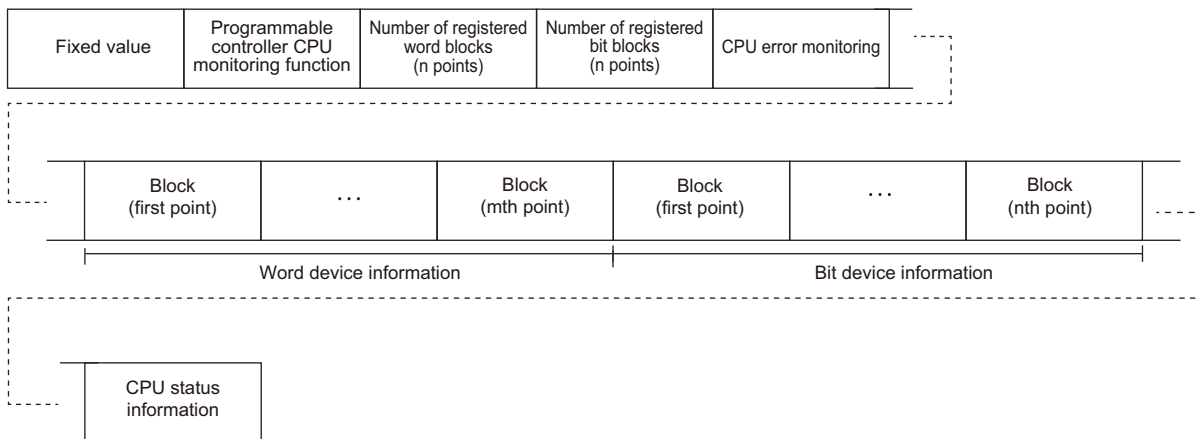 Fixed value
Programmable
controller CPU
monitoring function
Number of registered
word blocks
(n points)
Number of registered
bit blocks
(n points)
CPU error monitoring
Block
(first point)
...
Block
(mth point)
Block
(first point)
...
Block
(nth point)
Word device information
Bit device information
CPU status
information